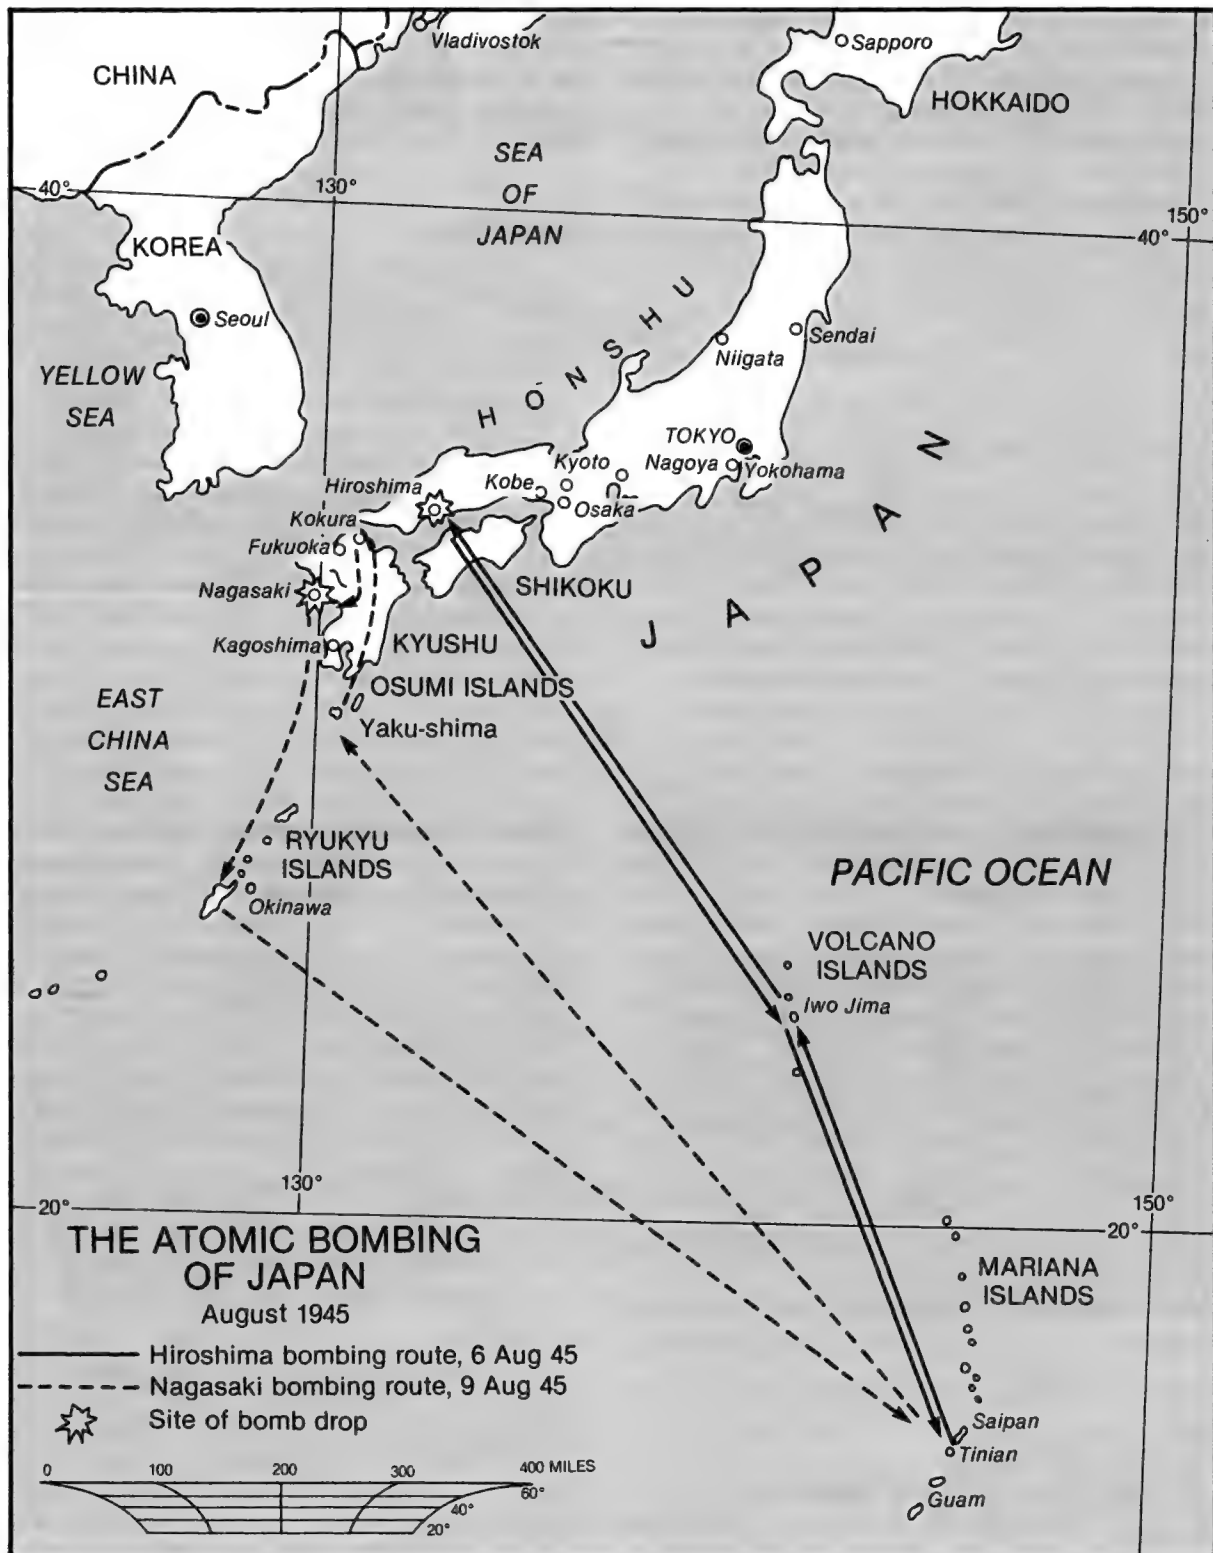 Vladivostok
Sapporo
CHINA
HOKKAIDO
SEA
OF
JAPAN
40°
130°
150°
40°
KOREA
Seoul
YELLOW
SEA
HONSHU
Niigata
Sendai
TOKYO
Nagoya
Yokohama
Kyoto
Kobe
Osaka
Hiroshima
Kokura
Fukuoka
Nagasaki
SHIKOKU
JAPAN
Kagoshima
KYUSHU
OSUMI ISLANDS
Yaku-shima
EAST
CHINA
SEA
RYUKYU
ISLANDS
Okinawa
PACIFIC OCEAN
VOLCANO
ISLANDS
Iwo Jima
130°
150°
20°
20°
MARIANA
ISLANDS
Saipan
Tinian
Guam
THE ATOMIC BOMBING
OF JAPAN
August 1945
Hiroshima bombing route, 6 Aug 45
Nagasaki bombing route, 9 Aug 45
Site of bomb drop
0 100 200 300 400 MILES
60°
40°
20°